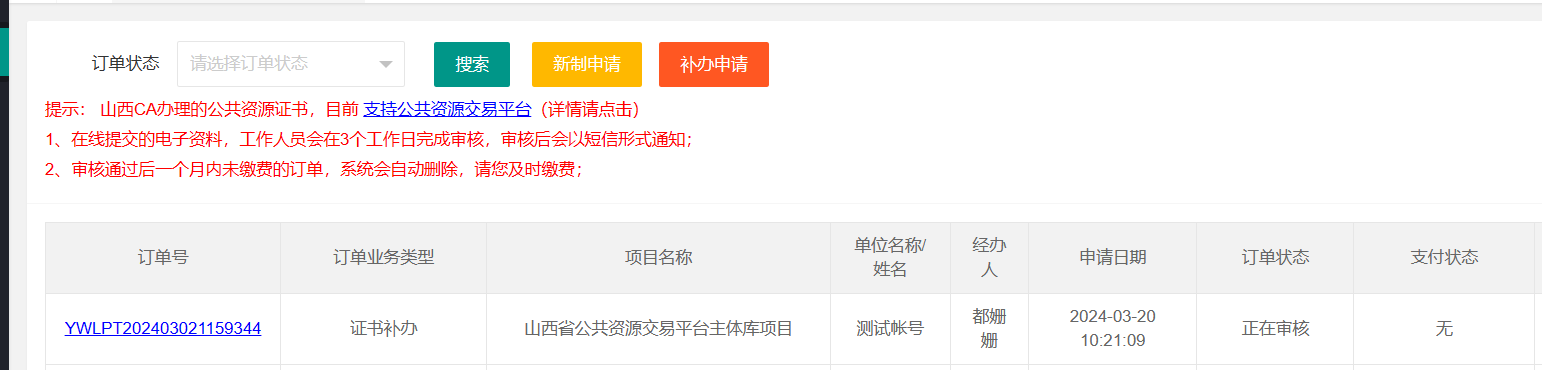 订单状态 请选择订单状态 搜索 新制申请 补办申请
提示： 山西CA办理的公共资源证书，目前 支持公共资源交易平台（详情请点击）
1、在线提交的电子资料，工作人员会在3个工作日完成审核，审核后会以短信形式通知；
2、审核通过后一个月内未缴费的订单，系统会自动删除，请您及时缴费；
订单号 订单业务类型 项目名称 单位名称/姓名 经办人 申请日期 订单状态 支付状态
YWLPT202403021159344 证书补办 山西省公共资源交易平台主体库项目 测试帐号 都姗姗 2024-03-20 10:21:09 正在审核 无